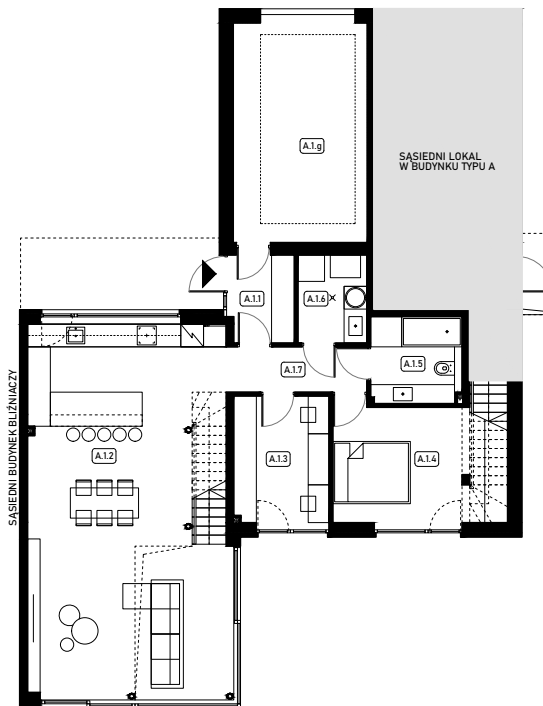 A.1.g
SĄSIEDNI LOKAL
W BUDYNKU TYPU A
A.1.1
A.1.6
A.1.5
A.1.7
SĄSIEDNI BUDYNEK BLIŹNIACZY
A.1.2
A.1.3
A.1.4